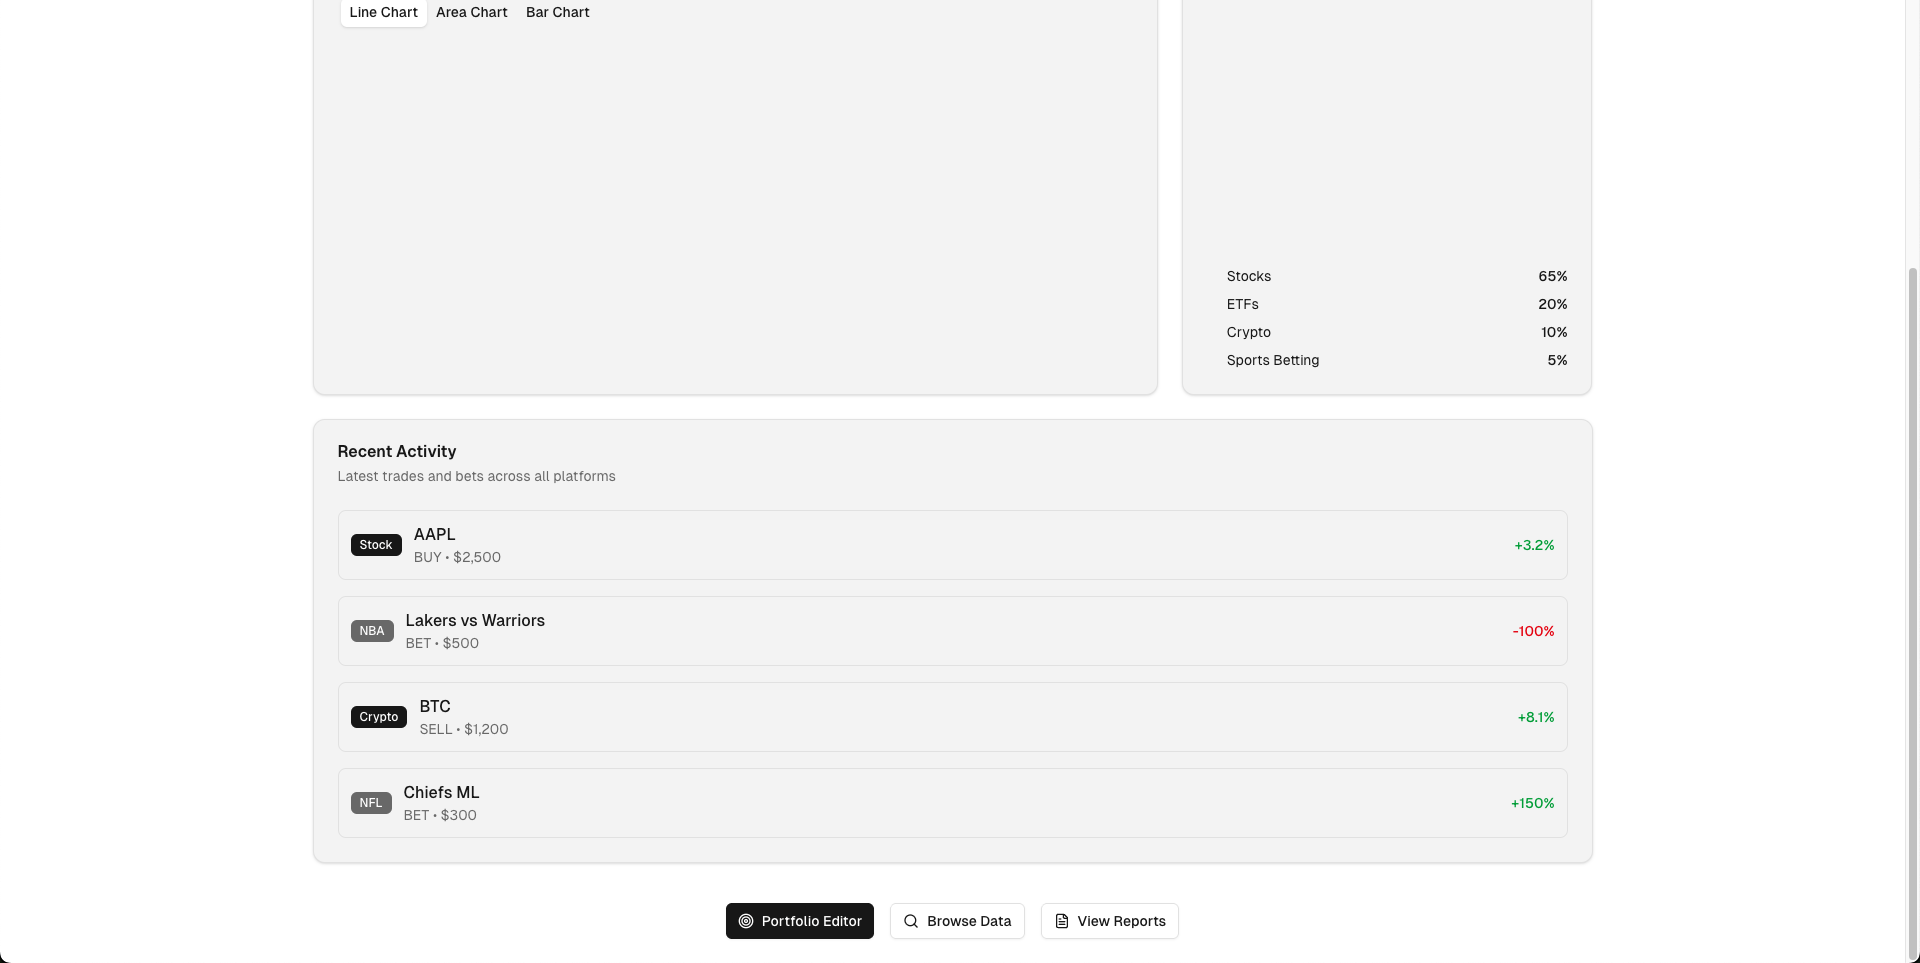 Line Chart Area Chart Bar Chart
Stocks 65%
ETFs 20%
Crypto 10%
Sports Betting 5%
Recent Activity
Latest trades and bets across all platforms
Stock AAPL
BUY • $2,500
+3.2%
NBA Lakers vs Warriors
BET • $500
-100%
Crypto BTC
SELL • $1,200
+8.1%
NFL Chiefs ML
BET • $300
+150%
Portfolio Editor Browse Data View Reports